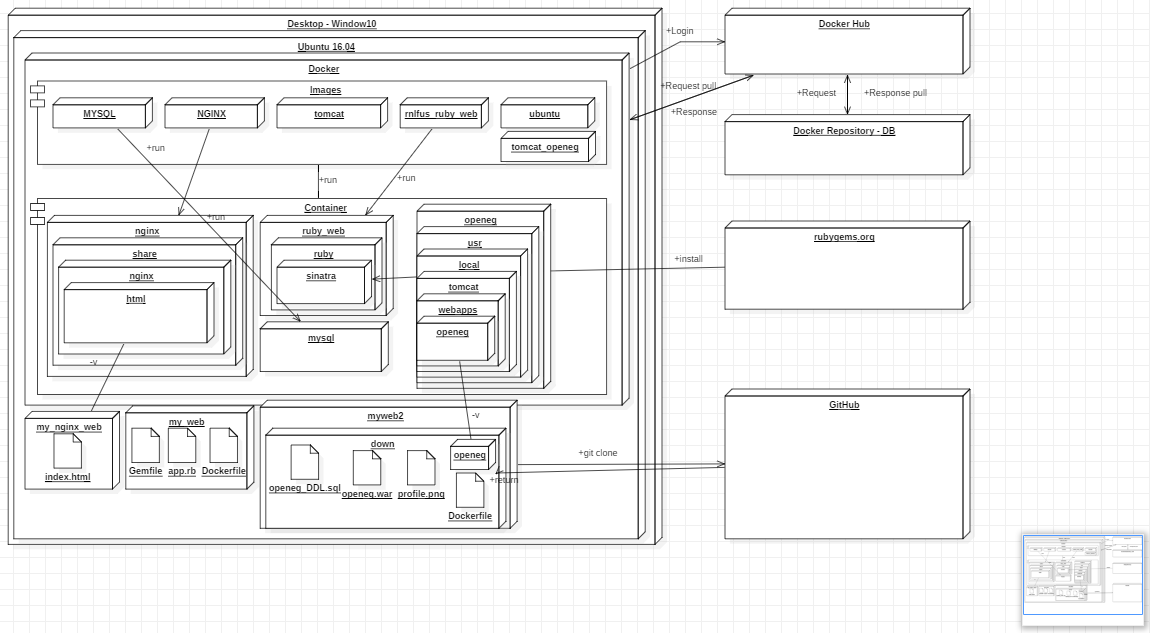 Desktop - Window10
Ubuntu 16.04
Docker
Images
MYSQL
NGINX
tomcat
rnlfus_ruby_web
ubuntu
tomcat_openeg
+run
+run
+run
+run
Container
nginx
share
nginx
html
-v
ruby_web
ruby
sinatra
mysql
openeg
usr
local
tomcat
webapps
openeg
-v
my_nginx_web
index.html
my_web
Gemfile
app.rb
Dockerfile
myweb2
down
openeg_DDL.sql
openeg.war
profile.png
openeg
Dockerfile
+Login
+Request pull
+Response
Docker Hub
+Request
+Response pull
Docker Repository - DB
+install
rubygems.org
+git clone
+return
GitHub